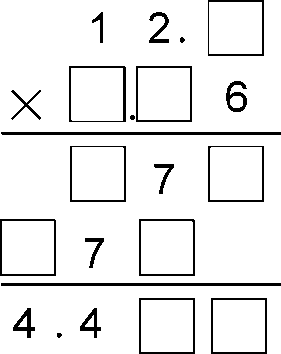 1 2 . □
× □ . □ 6
□ 7 □
□ 7 □
4 . 4 □ □